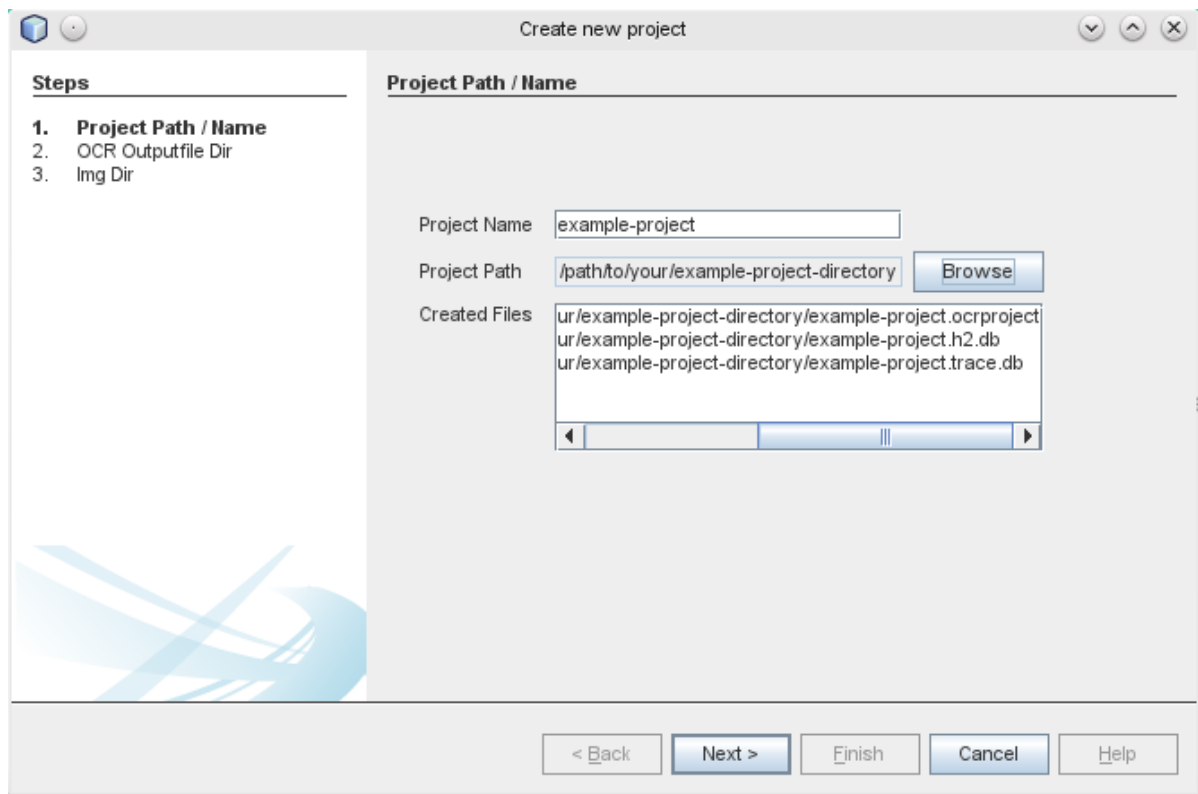 Create new project
Steps
1. Project Path / Name
2. OCR Outputfile Dir
3. Img Dir
Project Path / Name
Project Name example-project
Project Path /path/to/your/example-project-directory Browse
Created Files ur/example-project-directory/example-project.ocrproject
ur/example-project-directory/example-project.h2.db
ur/example-project-directory/example-project.trace.db
< Back Next > Finish Cancel Help